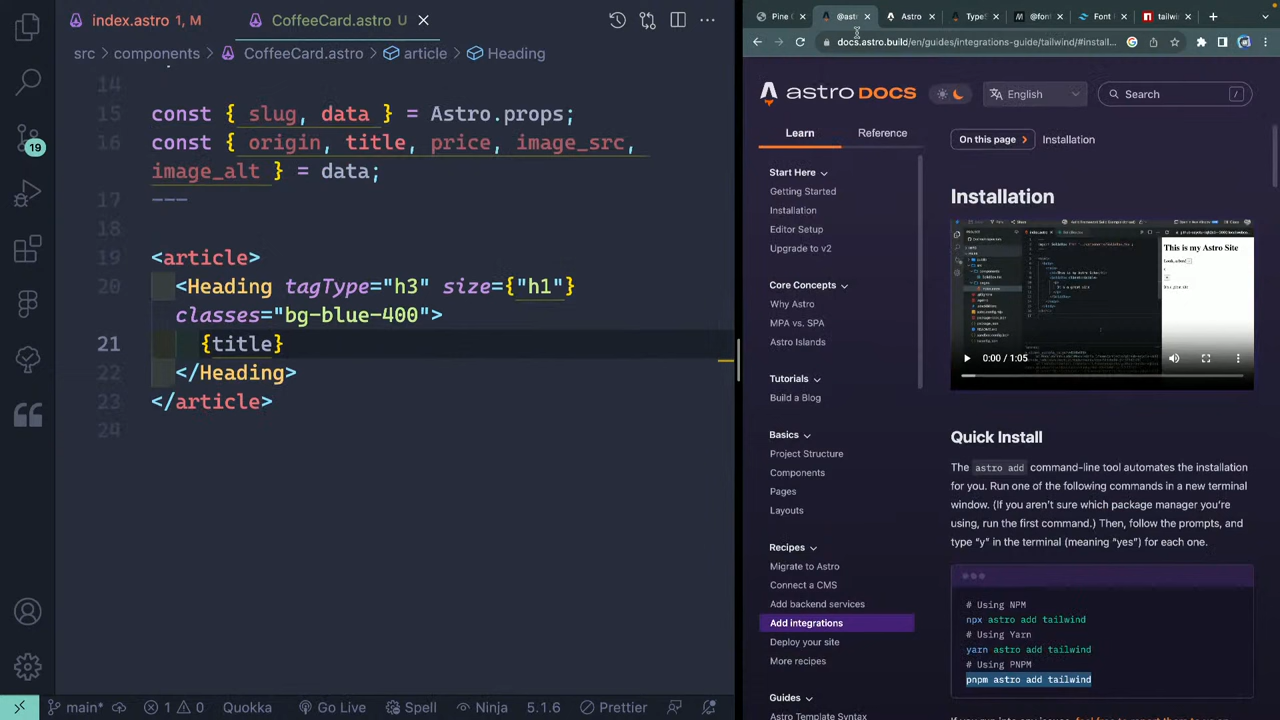 index.astro 1, M
CoffeeCard.astro U
src > components > CoffeeCard.astro > article > Heading
14
15 const { slug, data } = Astro.props;
16 const { origin, title, price, image_src,
image_alt } = data;
17 ---
18
19 <article>
20 <Heading bigType="h3" size={"h1"}
classes="bg-blue-400">
21 {title}
22 </Heading>
23 </article>
24
19
main*
1 0
Quokka
Go Live
Spell
Ninja
5.1.6
Prettier
Pine
@astr
Astro
TypeS
@font
Font
tailwi
docs.astro.build/en/guides/integrations-guide/tailwind/#install...
astro DOCS
English
Search /
Learn
Reference
Start Here
Getting Started
Installation
Editor Setup
Upgrade to v2
Core Concepts
Why Astro
MPA vs. SPA
Astro Islands
Tutorials
Build a Blog
Basics
Project Structure
Components
Pages
Layouts
Recipes
Migrate to Astro
Connect a CMS
Add backend services
Add integrations
Deploy your site
More recipes
Guides
Astro Template Syntax
On this page > Installation
Installation
This is my Astro Site
0:00 / 1:05
Quick Install
The astro add command-line tool automates the installation
for you. Run one of the following commands in a new terminal
window. (If you aren't sure which package manager you're
using, run the first command.) Then, follow the prompts, and
type "y" in the terminal (meaning "yes") for each one.
# Using NPM
npx astro add tailwind
# Using Yarn
yarn astro add tailwind
# Using PNPM
pnpm astro add tailwind